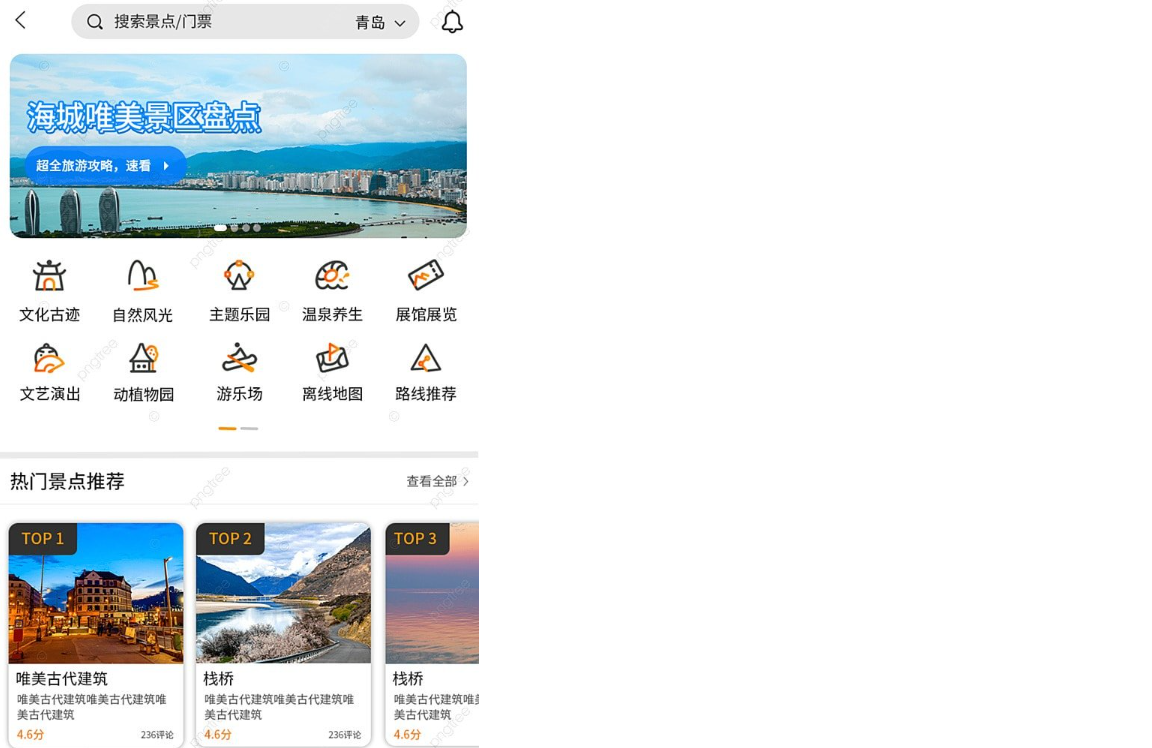 搜索景点/门票 青岛
海城唯美景区盘点
超全旅游攻略，速看
文化古迹 自然风光 主题乐园 温泉养生 展馆展览
文艺演出 动植物园 游乐场 离线地图 路线推荐
热门景点推荐 查看全部
TOP 1 TOP 2 TOP 3
唯美古代建筑 栈桥 栈桥
唯美古代建筑唯美古代建筑唯 唯美古代建筑唯美古代建筑唯 唯美古代建筑唯
美古代建筑 美古代建筑 美古代建筑
4.6分 236评论 4.6分 236评论 4.6分
pngtree